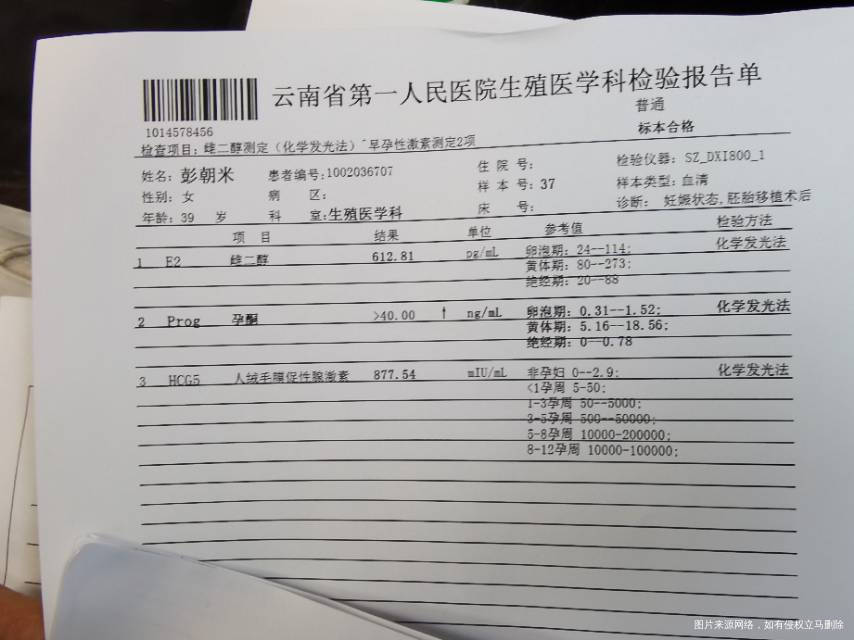 云南省第一人民医院生殖医学科检验报告单
普通
1014578456
标本合格
检查项目: 雌二醇测定(化学发光法)^早孕性激素测定2项
姓名: 彭朝米 患者编号:1002036707 住 院 号: 检验仪器: SZ_DXI800_1
性别: 女 病 区: 样 本 号: 37 样本类型: 血清
年龄: 39 岁 科 室:生殖医学科 床 号: 诊断: 妊娠状态,胚胎移植术后
项 目 结果 单位 参考值 检验方法
1 E2 雌二醇 612.81 pg/mL 卵泡期: 24--114; 化学发光法
黄体期: 80--273;
绝经期: 20--88
2 Prog 孕酮 >40.00 ↑ ng/mL 卵泡期: 0.31--1.52; 化学发光法
黄体期: 5.16--18.56;
绝经期: 0--0.78
3 HCG5 人绒毛膜促性腺激素 877.54 mIU/mL 非孕妇 0--2.9; 化学发光法
<1孕周 5-50;
1-3孕周 50--5000;
3-5孕周 500--50000;
5-8孕周 10000-200000;
8-12孕周 10000-100000;
图片来源网络,如有侵权立马删除